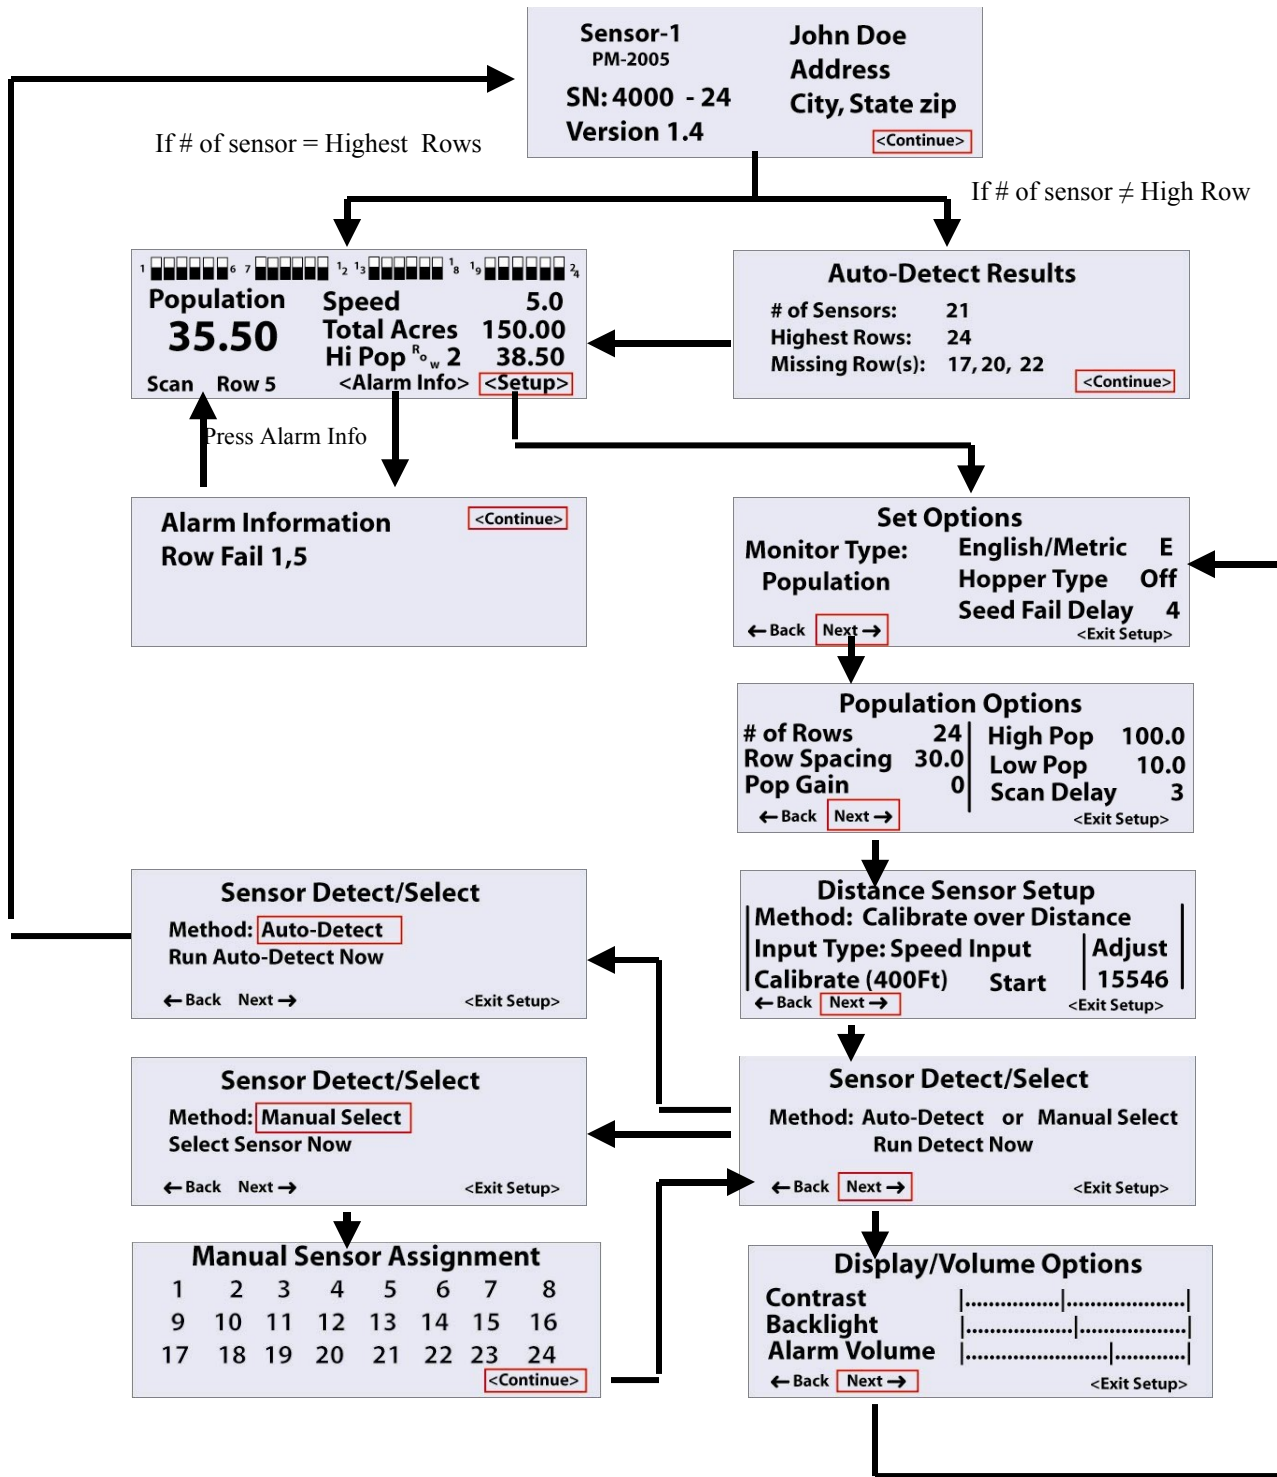 Sensor-1
PM-2005
SN: 4000 - 24
Version 1.4
John Doe
Address
City, State zip
<Continue>
If # of sensor = Highest Rows
If # of sensor ≠ High Row
1 6 7 12 13 18 19 24
Population
35.50
Scan Row 5
Speed 5.0
Total Acres 150.00
Hi Pop Row 2 38.50
<Alarm Info> <Setup>
Auto-Detect Results
# of Sensors: 21
Highest Rows: 24
Missing Row(s): 17, 20, 22
<Continue>
Press Alarm Info
Alarm Information <Continue>
Row Fail 1,5
Set Options
Monitor Type:
Population
English/Metric E
Hopper Type Off
Seed Fail Delay 4
←Back Next→ <Exit Setup>
Population Options
# of Rows 24
Row Spacing 30.0
Pop Gain 0
High Pop 100.0
Low Pop 10.0
Scan Delay 3
←Back Next→ <Exit Setup>
Distance Sensor Setup
Method: Calibrate over Distance
Input Type: Speed Input Adjust
Calibrate (400Ft) Start 15546
←Back Next→ <Exit Setup>
Sensor Detect/Select
Method: Auto-Detect
Run Auto-Detect Now
←Back Next→ <Exit Setup>
Sensor Detect/Select
Method: Auto-Detect or Manual Select
Run Detect Now
←Back Next→ <Exit Setup>
Sensor Detect/Select
Method: Manual Select
Select Sensor Now
←Back Next→ <Exit Setup>
Manual Sensor Assignment
1 2 3 4 5 6 7 8
9 10 11 12 13 14 15 16
17 18 19 20 21 22 23 24
<Continue>
Display/Volume Options
Contrast
Backlight
Alarm Volume
←Back Next→ <Exit Setup>